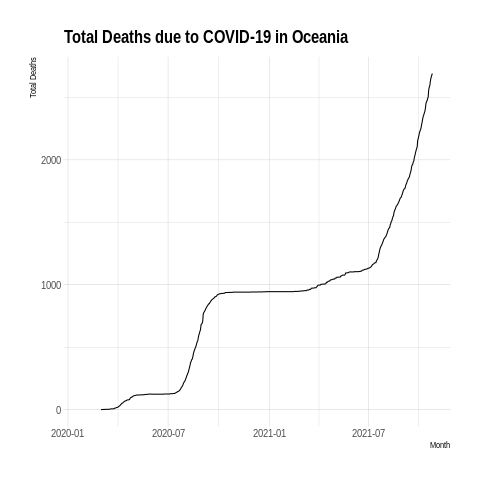 Total Deaths due to COVID-19 in Oceania
Total Deaths
2000
1000
0
2020-01 2020-07 2021-01 2021-07
Month